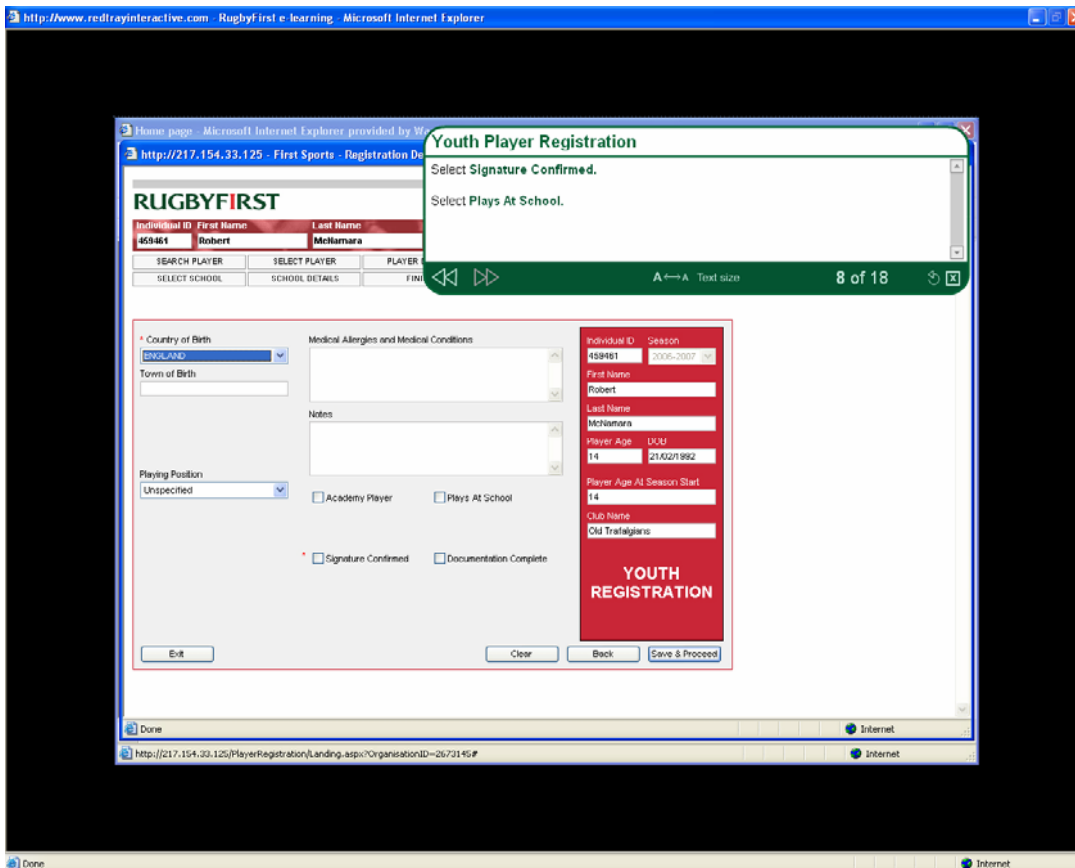 http://www.redtrayinteractive.com - RugbyFirst e-learning - Microsoft Internet Explorer
Home page - Microsoft Internet Explorer provided by
http://217.154.33.125 - First Sports - Registration
Youth Player Registration
Select Signature Confirmed.
Select Plays At School.
A A Text size
8 of 18
RUGBYFIRST
Individual ID First Name Last Name
459461 Robert McNamara
SEARCH PLAYER SELECT PLAYER PLAYER
SELECT SCHOOL SCHOOL DETAILS
* Country of Birth
ENGLAND
Town of Birth
Playing Position
Unspecified
Medical Allergies and Medical Conditions
Notes
Academy Player Plays At School
* Signature Confirmed Documentation Complete
Individual ID Season
459461 2006-2007
First Name
Robert
Last Name
McNamara
Player Age DOB
14 21/02/1992
Player Age At Season Start
14
Club Name
Old Trafalgians
YOUTH
REGISTRATION
Exit Clear Back Save & Proceed
Done Internet
http://217.154.33.125/PlayerRegistration/Landing.aspx?OrganisationID=2673145# Internet
Done Internet